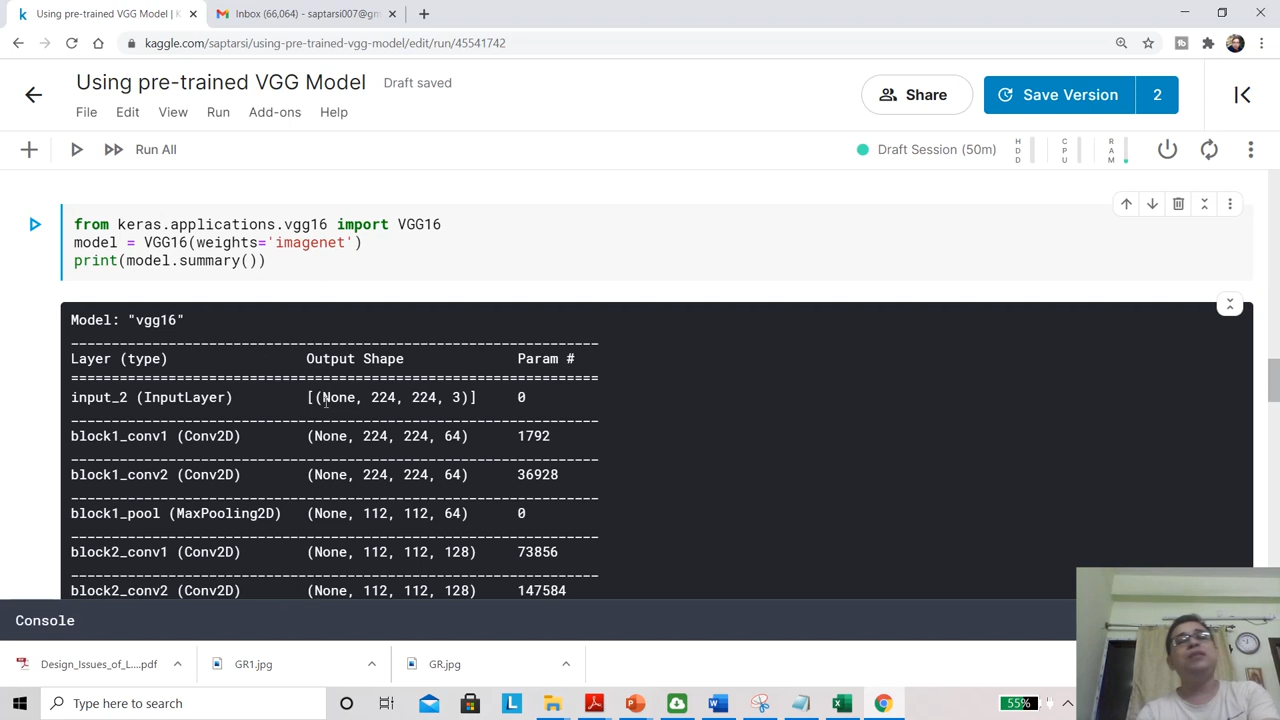 Using pre-trained VGG Model | K
Inbox (66,064) - saptarsi007@gm
kaggle.com/saptarsi/using-pre-trained-vgg-model/edit/run/45541742
Using pre-trained VGG Model
Draft saved
Share
Save Version
2
File Edit View Run Add-ons Help
Run All
Draft Session (50m)
HDD
CPU
RAM
from keras.applications.vgg16 import VGG16
model = VGG16(weights='imagenet')
print(model.summary())
Model: "vgg16"
Layer (type) Output Shape Param #
input_2 (InputLayer) [(None, 224, 224, 3)] 0
block1_conv1 (Conv2D) (None, 224, 224, 64) 1792
block1_conv2 (Conv2D) (None, 224, 224, 64) 36928
block1_pool (MaxPooling2D) (None, 112, 112, 64) 0
block2_conv1 (Conv2D) (None, 112, 112, 128) 73856
block2_conv2 (Conv2D) (None, 112, 112, 128) 147584
Console
Design_Issues_of_L....pdf
GR1.jpg
GR.jpg
Type here to search
55%